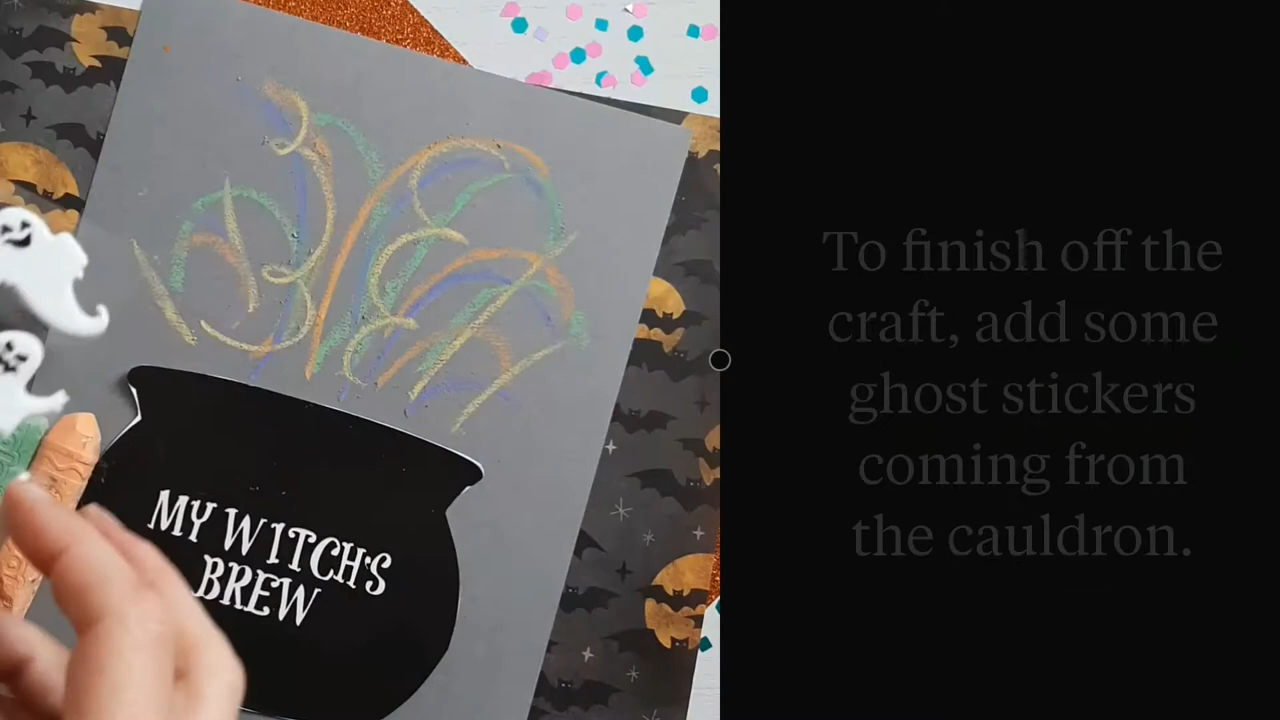 MY WITCH'S
BREW
To finish off the
craft, add some
ghost stickers
coming from
the cauldron.